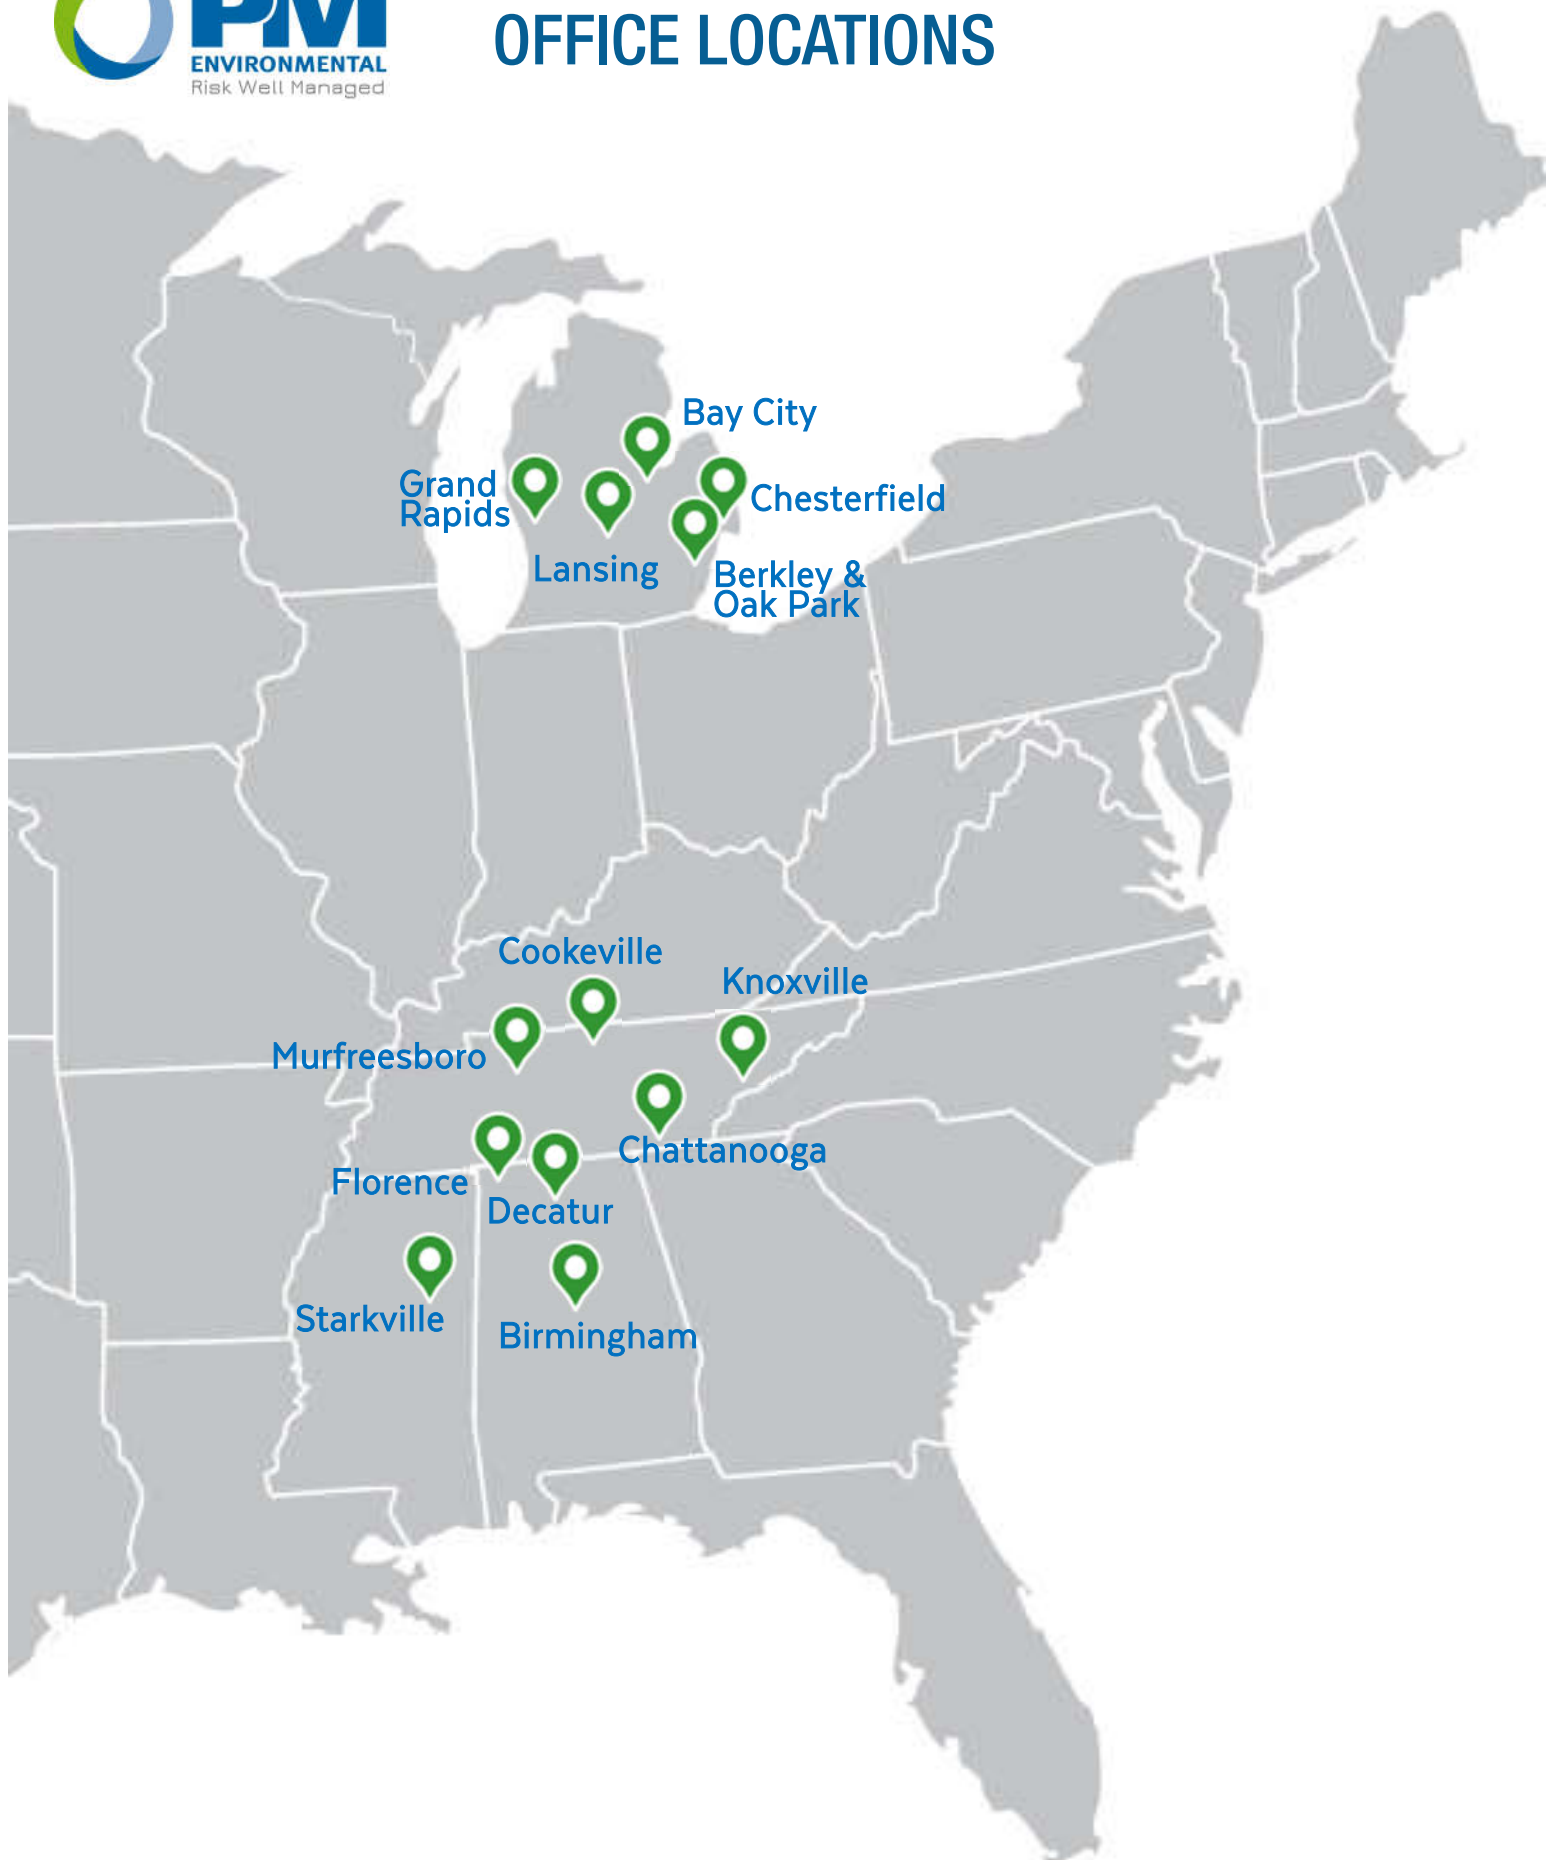 PM
ENVIRONMENTAL
Risk Well Managed
OFFICE LOCATIONS
Bay City
Grand
Rapids
Chesterfield
Lansing
Berkley &
Oak Park
Cookeville
Knoxville
Murfreesboro
Chattanooga
Florence
Decatur
Starkville
Birmingham